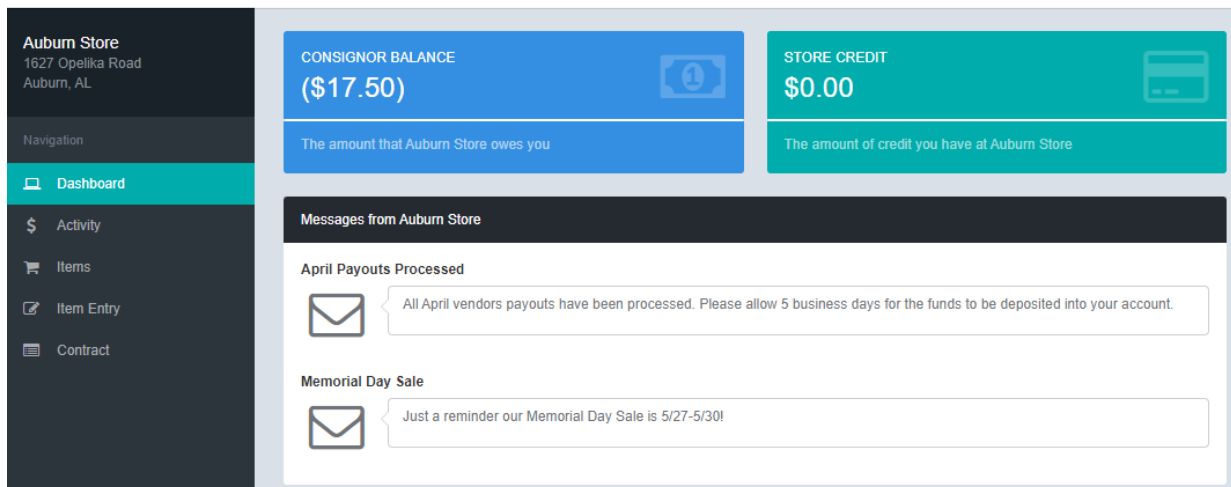 Auburn Store
1627 Opelika Road
Auburn, AL
Navigation
Dashboard
Activity
Items
Item Entry
Contract
CONSIGNOR BALANCE
($17.50)
The amount that Auburn Store owes you
STORE CREDIT
$0.00
The amount of credit you have at Auburn Store
Messages from Auburn Store
April Payouts Processed
All April vendors payouts have been processed. Please allow 5 business days for the funds to be deposited into your account.
Memorial Day Sale
Just a reminder our Memorial Day Sale is 5/27-5/30!